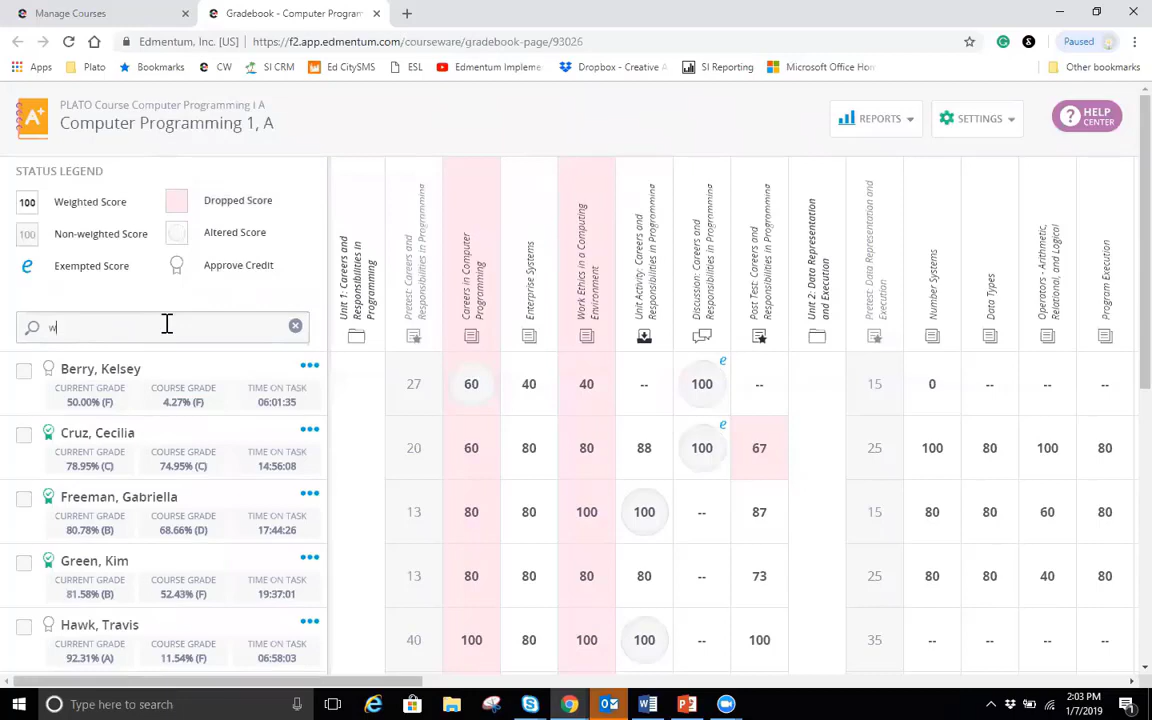 Manage Courses
Gradebook - Computer Program
Edmentum, Inc. [US]
https://f2.app.edmentum.com/courseware/gradebook-page/93026
Paused
Apps
Plato
Bookmarks
CW
SI CRM
Ed CitySMS
ESL
Edmentum Impleme
Dropbox - Creative A
SI Reporting
Microsoft Office Hom
Other bookmarks
A+
PLATO Course Computer Programming I A
Computer Programming 1, A
REPORTS
SETTINGS
? HELP CENTER
STATUS LEGEND
100 Weighted Score
Dropped Score
100 Non-weighted Score
Altered Score
e Exempted Score
Approve Credit
w
Unit 1: Careers and
Responsibilities in
Programming
Pretest: Careers and
Responsibilities in Programming
Careers in Computer
Programming
Enterprise Systems
Work Ethics in a Computing
Environment
Unit Activity: Careers and
Responsibilities in Programming
Discussion: Careers and
Responsibilities in Programming
Post Test: Careers and
Responsibilities in Programming
Unit 2: Data Representation
and Execution
Pretest: Data Representation and
Execution
Number Systems
Data Types
Operators - Arithmetic,
Relational, and Logical
Program Execution
Berry, Kelsey
CURRENT GRADE COURSE GRADE TIME ON TASK
50.00% (F) 4.27% (F) 06:01:35
27 60 40 40 -- 100 e -- 15 0 -- -- --
Cruz, Cecilia
CURRENT GRADE COURSE GRADE TIME ON TASK
78.95% (C) 74.95% (C) 14:56:08
20 60 80 80 88 100 e 67 25 100 80 100 80
Freeman, Gabriella
CURRENT GRADE COURSE GRADE TIME ON TASK
80.78% (B) 68.66% (D) 17:44:26
13 80 80 100 100 -- 87 15 80 80 60 80
Green, Kim
CURRENT GRADE COURSE GRADE TIME ON TASK
81.58% (B) 52.43% (F) 19:37:01
13 80 80 80 80 -- 73 25 80 80 40 80
Hawk, Travis
CURRENT GRADE COURSE GRADE TIME ON TASK
92.31% (A) 11.54% (F) 06:58:03
40 100 80 100 100 -- 100 35 -- -- -- --
Type here to search
2:03 PM
1/7/2019